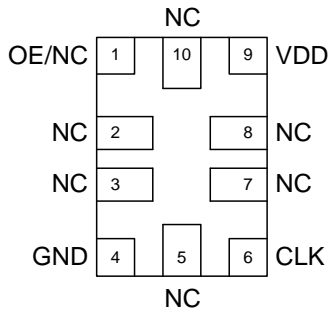 NC
OE/NC 1 10 9 VDD
NC 2 8 NC
NC 3 7 NC
GND 4 5 6 CLK
NC